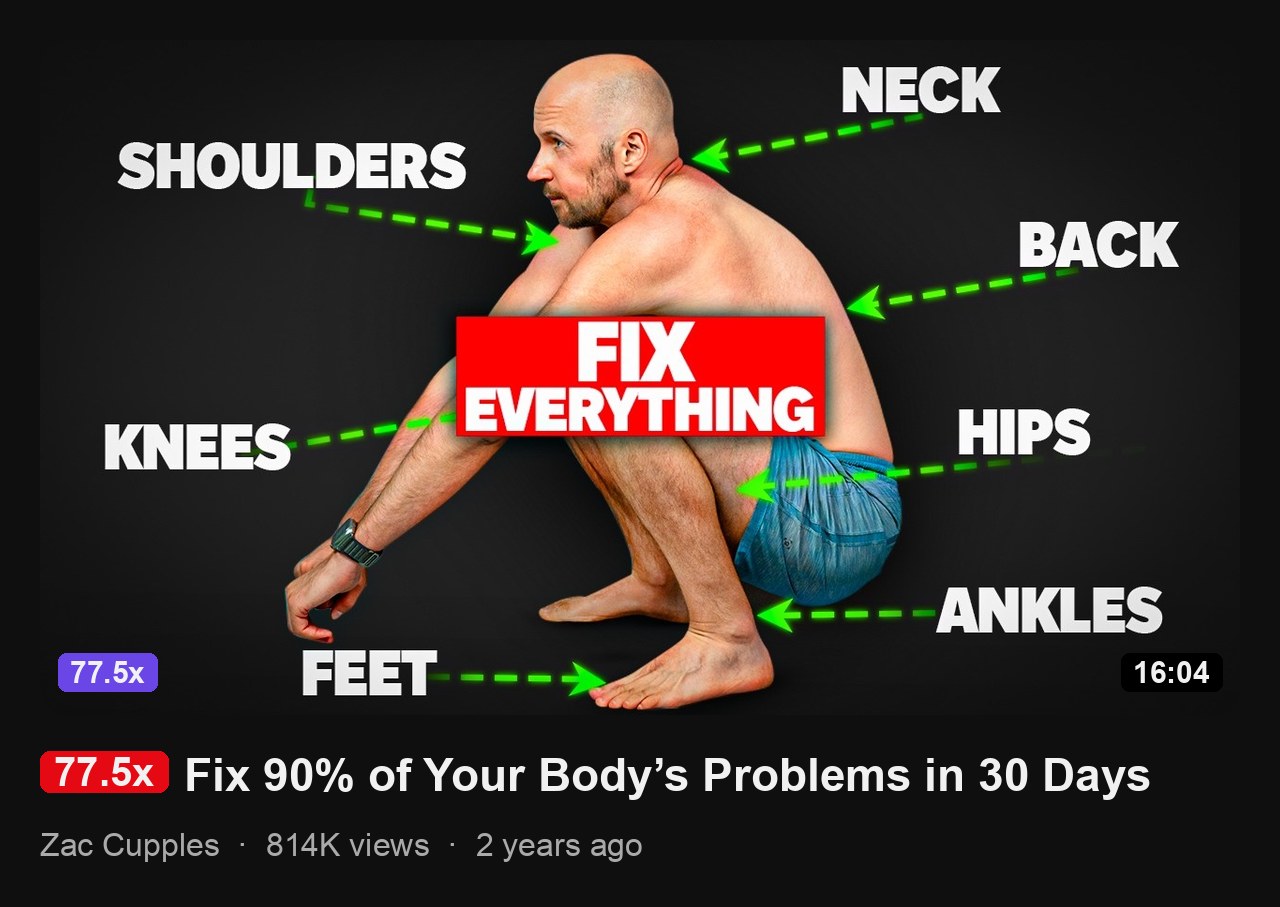 NECK
SHOULDERS
BACK
FIX
EVERYTHING
KNEES
HIPS
ANKLES
FEET
77.5x
16:04
77.5x Fix 90% of Your Body’s Problems in 30 Days
Zac Cupples · 814K views · 2 years ago